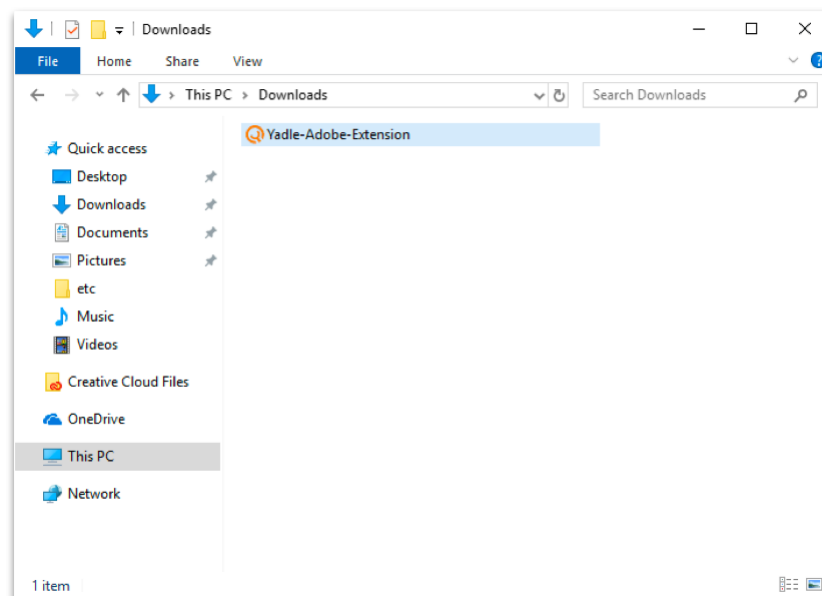 Downloads
File Home Share View
This PC > Downloads
Search Downloads
Quick access
Desktop
Downloads
Documents
Pictures
etc
Music
Videos
Creative Cloud Files
OneDrive
This PC
Network
Yadle-Adobe-Extension
1 item